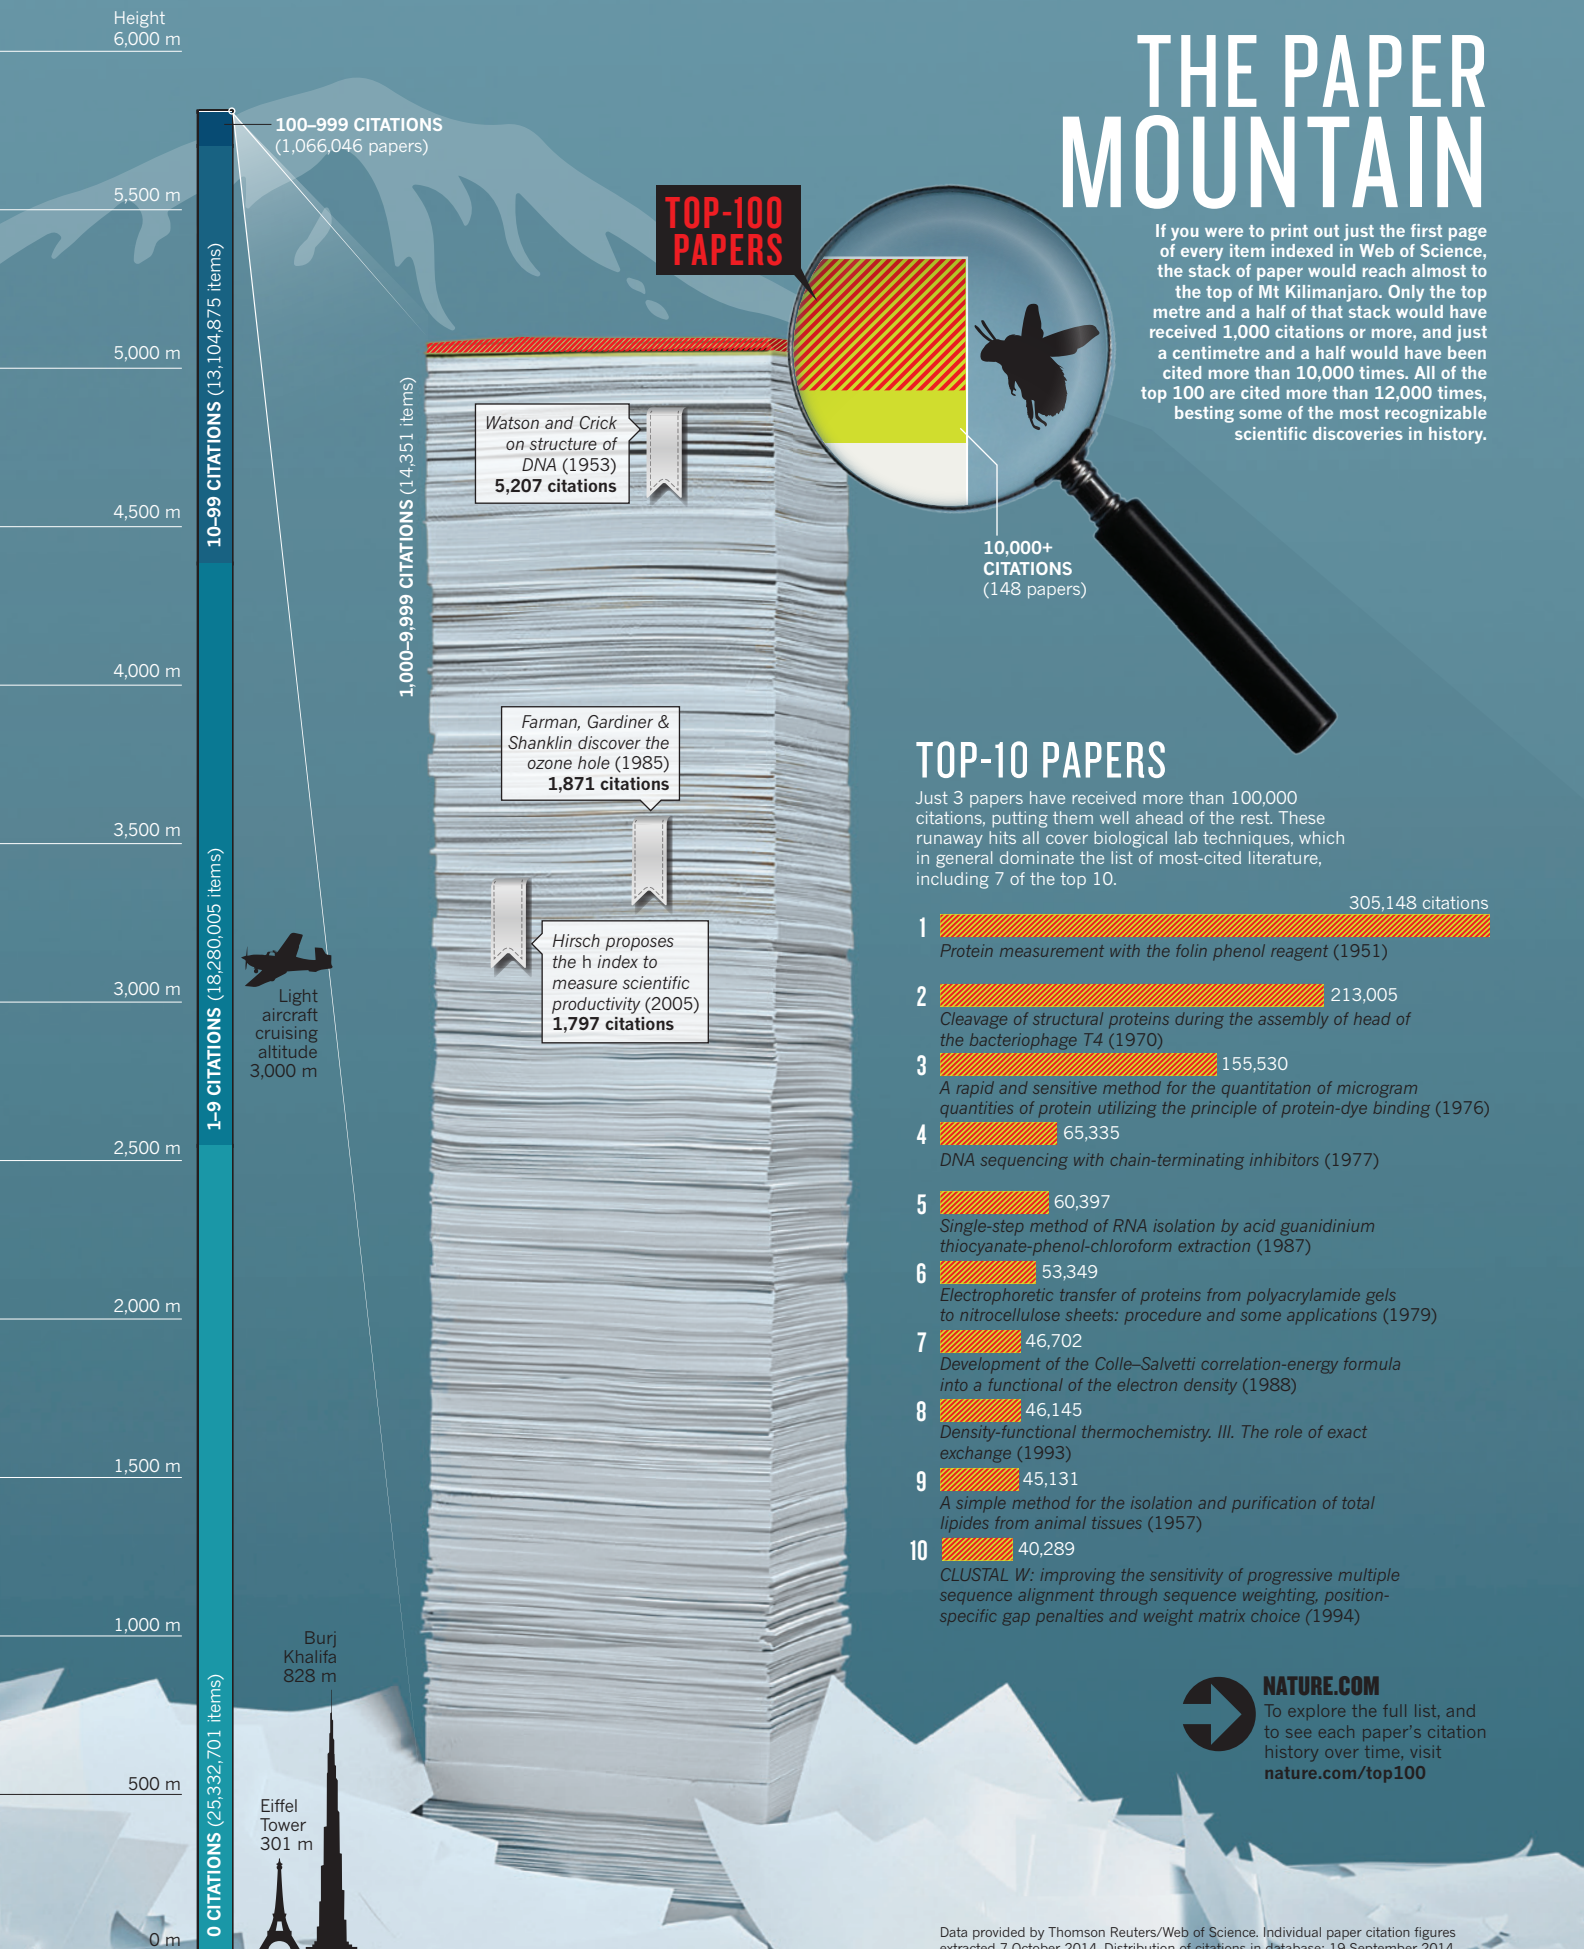 THE PAPER
MOUNTAIN
If you were to print out just the first page
of every item indexed in Web of Science,
the stack of paper would reach almost to
the top of Mt Kilimanjaro. Only the top
metre and a half of that stack would have
received 1,000 citations or more, and just
a centimetre and a half would have been
cited more than 10,000 times. All of the
top 100 are cited more than 12,000 times,
besting some of the most recognizable
scientific discoveries in history.
Height
6,000 m
5,500 m
5,000 m
4,500 m
4,000 m
3,500 m
3,000 m
2,500 m
2,000 m
1,500 m
1,000 m
500 m
0 m
100–999 CITATIONS
(1,066,046 papers)
10–99 CITATIONS (13,104,875 items)
1–9 CITATIONS (18,280,005 items)
0 CITATIONS (25,332,701 items)
Light
aircraft
cruising
altitude
3,000 m
Burj
Khalifa
828 m
Eiffel
Tower
301 m
1,000–9,999 CITATIONS (14,351 items)
TOP-100
PAPERS
10,000+
CITATIONS
(148 papers)
Watson and Crick
on structure of
DNA (1953)
5,207 citations
Farman, Gardiner &
Shanklin discover the
ozone hole (1985)
1,871 citations
Hirsch proposes
the h index to
measure scientific
productivity (2005)
1,797 citations
TOP-10 PAPERS
Just 3 papers have received more than 100,000
citations, putting them well ahead of the rest. These
runaway hits all cover biological lab techniques, which
in general dominate the list of most-cited literature,
including 7 of the top 10.
305,148 citations
1
Protein measurement with the folin phenol reagent (1951)
2 213,005
Cleavage of structural proteins during the assembly of head of
the bacteriophage T4 (1970)
3 155,530
A rapid and sensitive method for the quantitation of microgram
quantities of protein utilizing the principle of protein-dye binding (1976)
4 65,335
DNA sequencing with chain-terminating inhibitors (1977)
5 60,397
Single-step method of RNA isolation by acid guanidinium
thiocyanate-phenol-chloroform extraction (1987)
6 53,349
Electrophoretic transfer of proteins from polyacrylamide gels
to nitrocellulose sheets: procedure and some applications (1979)
7 46,702
Development of the Colle–Salvetti correlation-energy formula
into a functional of the electron density (1988)
8 46,145
Density-functional thermochemistry. III. The role of exact
exchange (1993)
9 45,131
A simple method for the isolation and purification of total
lipides from animal tissues (1957)
10 40,289
CLUSTAL W: improving the sensitivity of progressive multiple
sequence alignment through sequence weighting, position-
specific gap penalties and weight matrix choice (1994)
NATURE.COM
To explore the full list, and
to see each paper's citation
history over time, visit
nature.com/top100
Data provided by Thomson Reuters/Web of Science. Individual paper citation figures
extracted 7 October 2014. Distribution of citations in database: 19 September 2014.